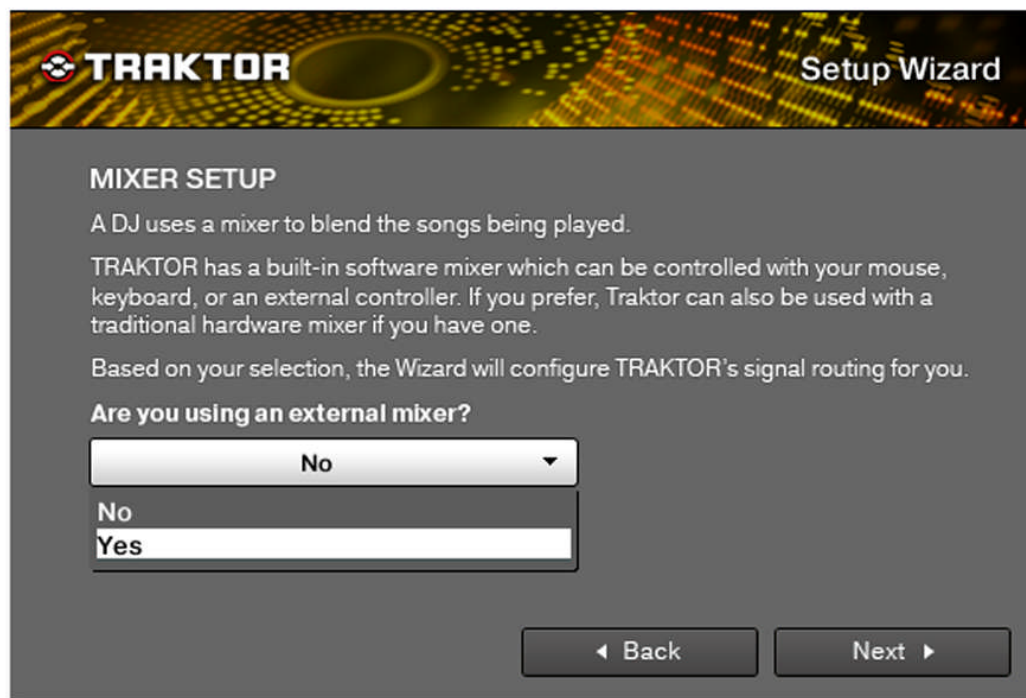 TRAKTOR
Setup Wizard
MIXER SETUP
A DJ uses a mixer to blend the songs being played.
TRAKTOR has a built-in software mixer which can be controlled with your mouse,
keyboard, or an external controller. If you prefer, Traktor can also be used with a
traditional hardware mixer if you have one.
Based on your selection, the Wizard will configure TRAKTOR's signal routing for you.
Are you using an external mixer?
No
No
Yes
Back
Next